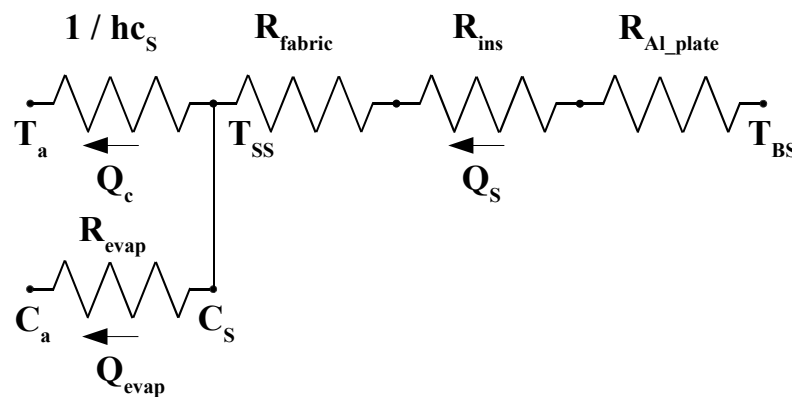 1 / hc_S R_fabric R_ins R_Al_plate
T_a T_SS T_BS
Q_c Q_S
R_evap
C_a C_S
Q_evap